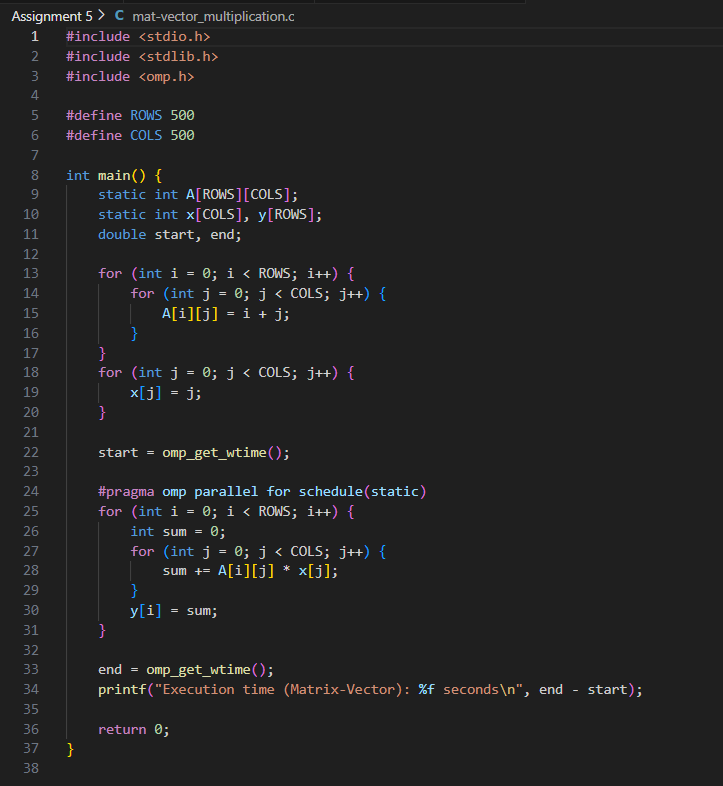 Assignment 5 > C mat-vector_multiplication.c
1 #include <stdio.h>
2 #include <stdlib.h>
3 #include <omp.h>
4
5 #define ROWS 500
6 #define COLS 500
7
8 int main() {
9     static int A[ROWS][COLS];
10     static int x[COLS], y[ROWS];
11     double start, end;
12
13     for (int i = 0; i < ROWS; i++) {
14         for (int j = 0; j < COLS; j++) {
15             A[i][j] = i + j;
16         }
17     }
18     for (int j = 0; j < COLS; j++) {
19         x[j] = j;
20     }
21
22     start = omp_get_wtime();
23
24     #pragma omp parallel for schedule(static)
25     for (int i = 0; i < ROWS; i++) {
26         int sum = 0;
27         for (int j = 0; j < COLS; j++) {
28             sum += A[i][j] * x[j];
29         }
30         y[i] = sum;
31     }
32
33     end = omp_get_wtime();
34     printf("Execution time (Matrix-Vector): %f seconds\n", end - start);
35
36     return 0;
37 }
38